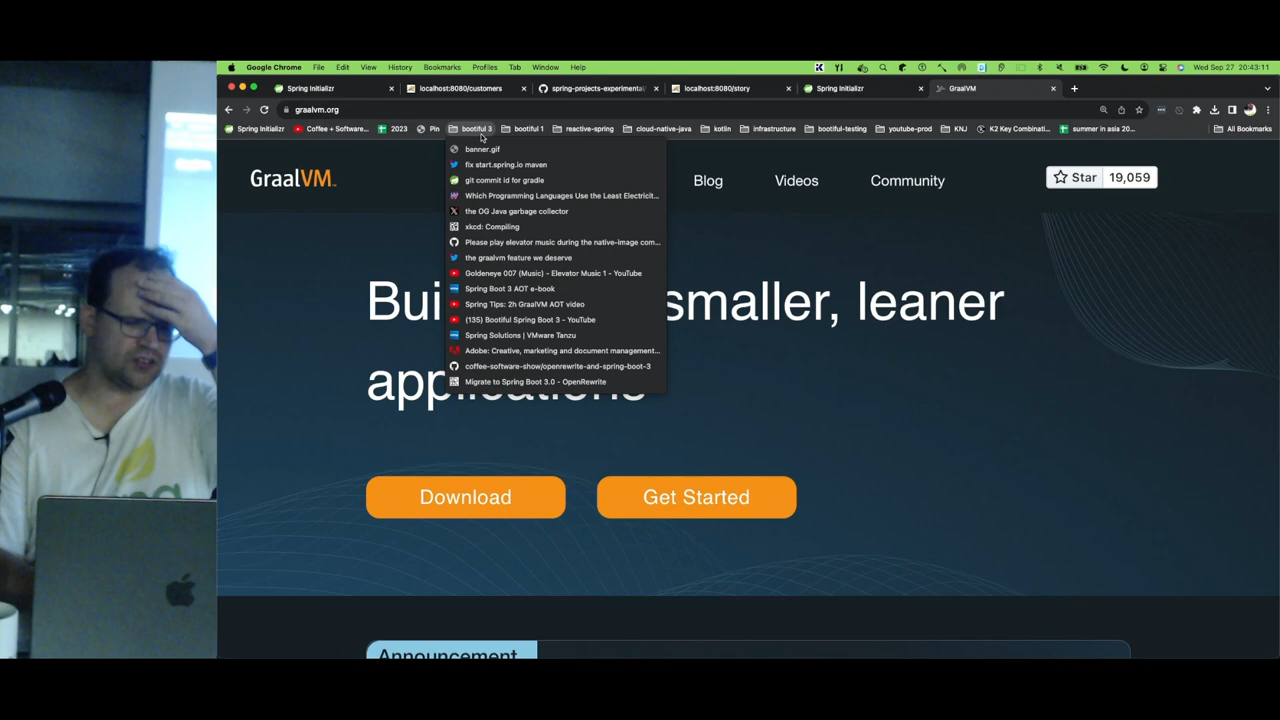 Google Chrome File Edit View History Bookmarks Profiles Tab Window Help Wed Sep 27 20:43:11
Spring Initializr localhost:8080/customers spring-projects-experimental/ localhost:8080/story Spring Initializr GraalVM
graalvm.org
Spring Initializr Coffee + Software... 2023 Pin bootiful 3 bootiful 1 reactive-spring cloud-native-java kotlin infrastructure bootiful-testing youtube-prod KNJ K2 Key Combinati... summer in asia 20... All Bookmarks
banner.gif
fix start.spring.io maven
git commit id for gradle
Which Programming Languages Use the Least Electricit...
the OG Java garbage collector
xkcd: Compiling
Please play elevator music during the native-image com...
the graalvm feature we deserve
Goldeneye 007 (Music) - Elevator Music 1 - YouTube
Spring Boot 3 AOT e-book
Spring Tips: 2h GraalVM AOT video
(135) Bootiful Spring Boot 3 - YouTube
Spring Solutions | VMware Tanzu
Adobe: Creative, marketing and document management...
coffee-software-show/openrewrite-and-spring-boot-3
Migrate to Spring Boot 3.0 - OpenRewrite
GraalVM Blog Videos Community Star 19,059
smaller, leaner
applications
Download Get Started
Announcement